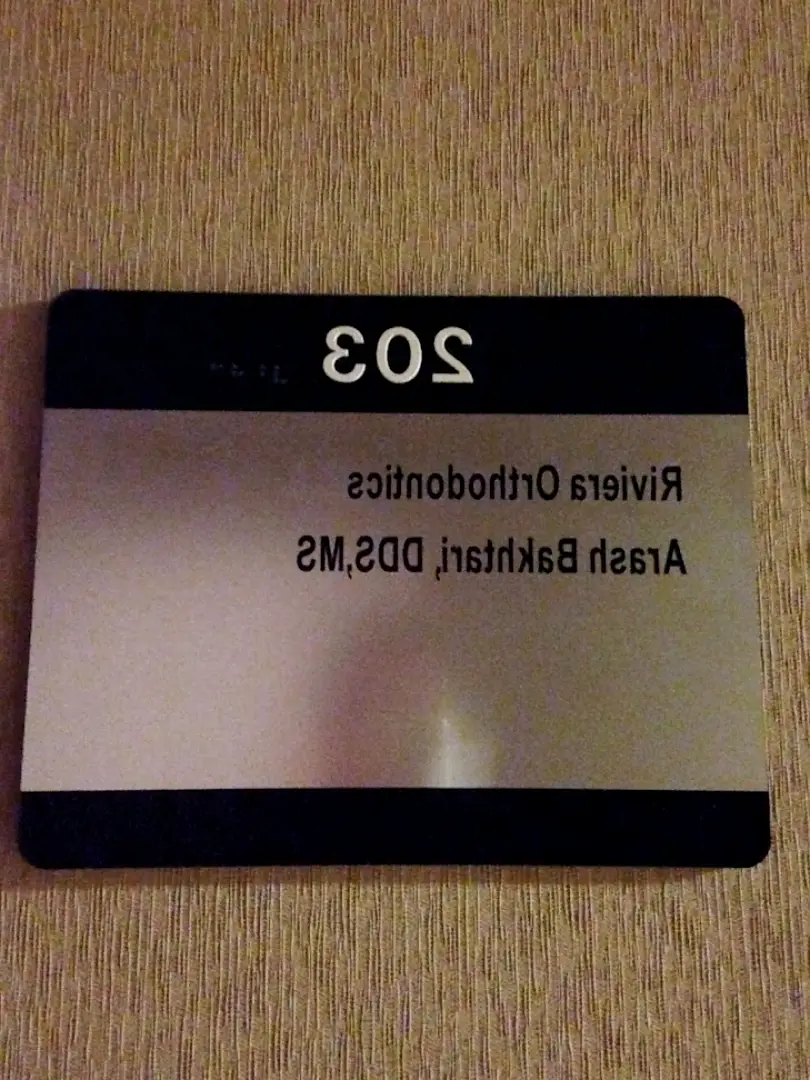 203
Riviera Orthodontics
Arash Bakhtari, DDS,MS